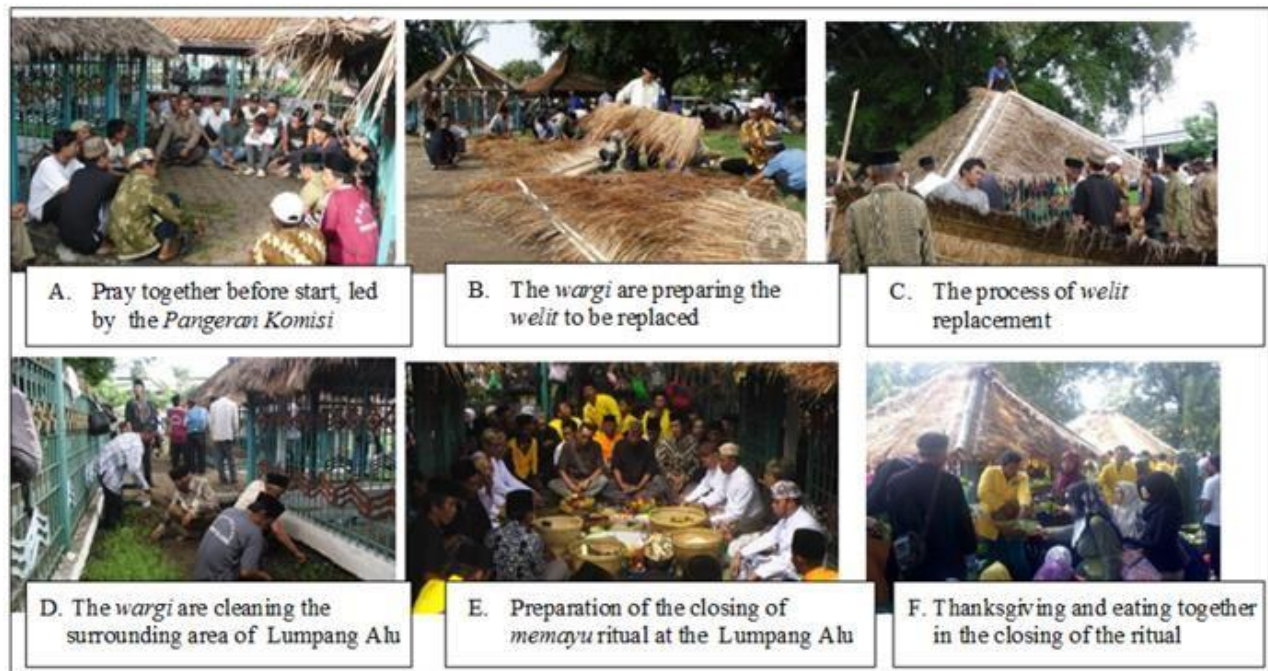 A. Pray together before start, led
by the Pangeran Komisi
B. The wargi are preparing the
welit to be replaced
C. The process of welit
replacement
D. The wargi are cleaning the
surrounding area of Lumpang Alu
E. Preparation of the closing of
memayu ritual at the Lumpang Alu
F. Thanksgiving and eating together
in the closing of the ritual